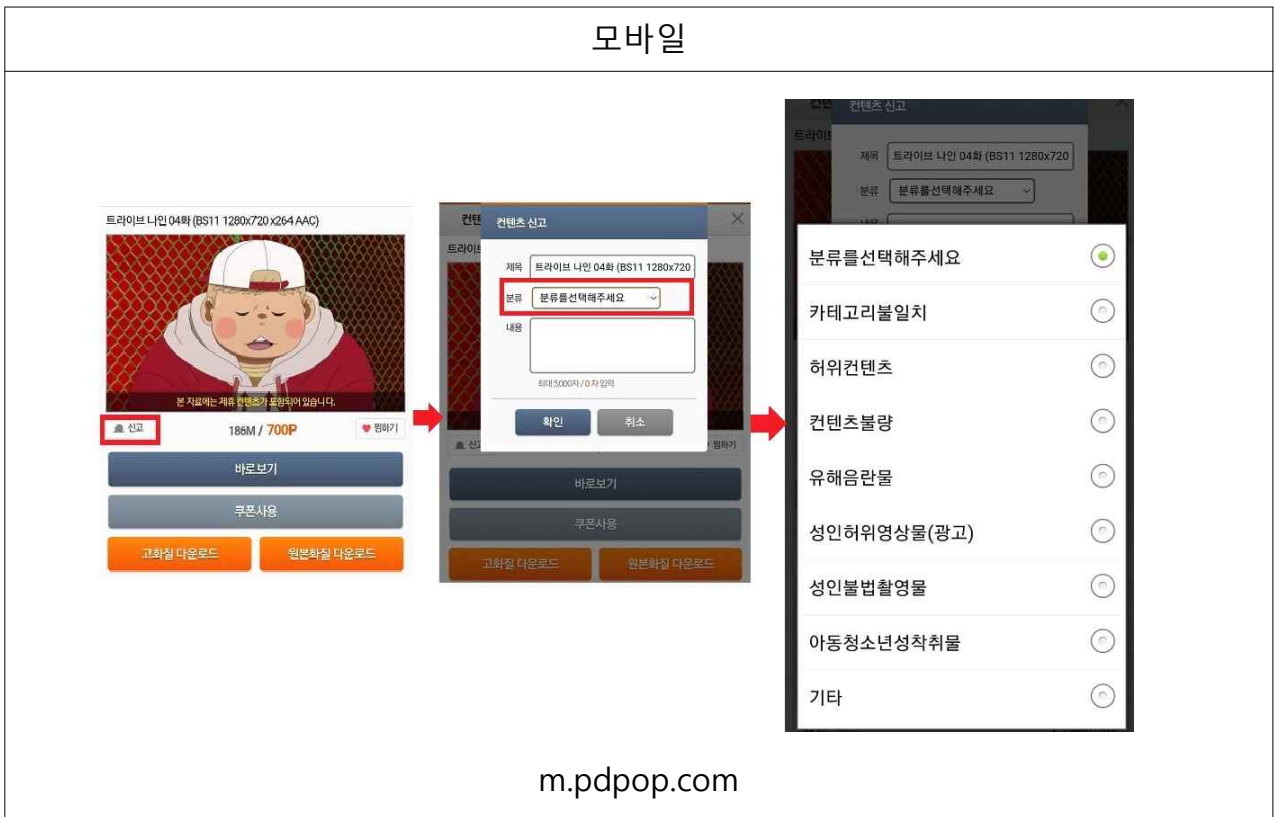 모바일
트라이브 나인 04화 (BS11 1280x720 x264 AAC)
본 자료에는 제휴 컨텐츠가 포함되어 있습니다.
신고
186M / 700P
찜하기
바로보기
쿠폰사용
고화질 다운로드
원본화질 다운로드
컨텐츠 신고
제목
트라이브 나인 04화 (BS11 1280x720
분류
분류를선택해주세요
내용
최대 5,000자 / 0 자 입력
확인
취소
바로보기
쿠폰사용
고화질 다운로드
원본화질 다운로드
컨텐츠 신고
제목
트라이브 나인 04화 (BS11 1280x720
분류
분류를선택해주세요
분류를선택해주세요
카테고리불일치
허위컨텐츠
컨텐츠불량
유해음란물
성인허위영상물(광고)
성인불법촬영물
아동청소년성착취물
기타
m.pdpop.com